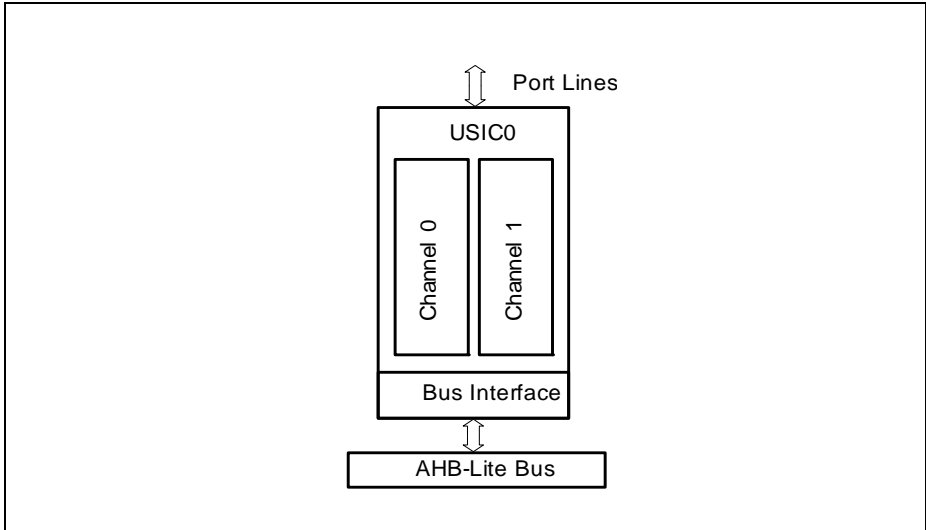 Port Lines
USIC0
Channel 0
Channel 1
Bus Interface
AHB-Lite Bus